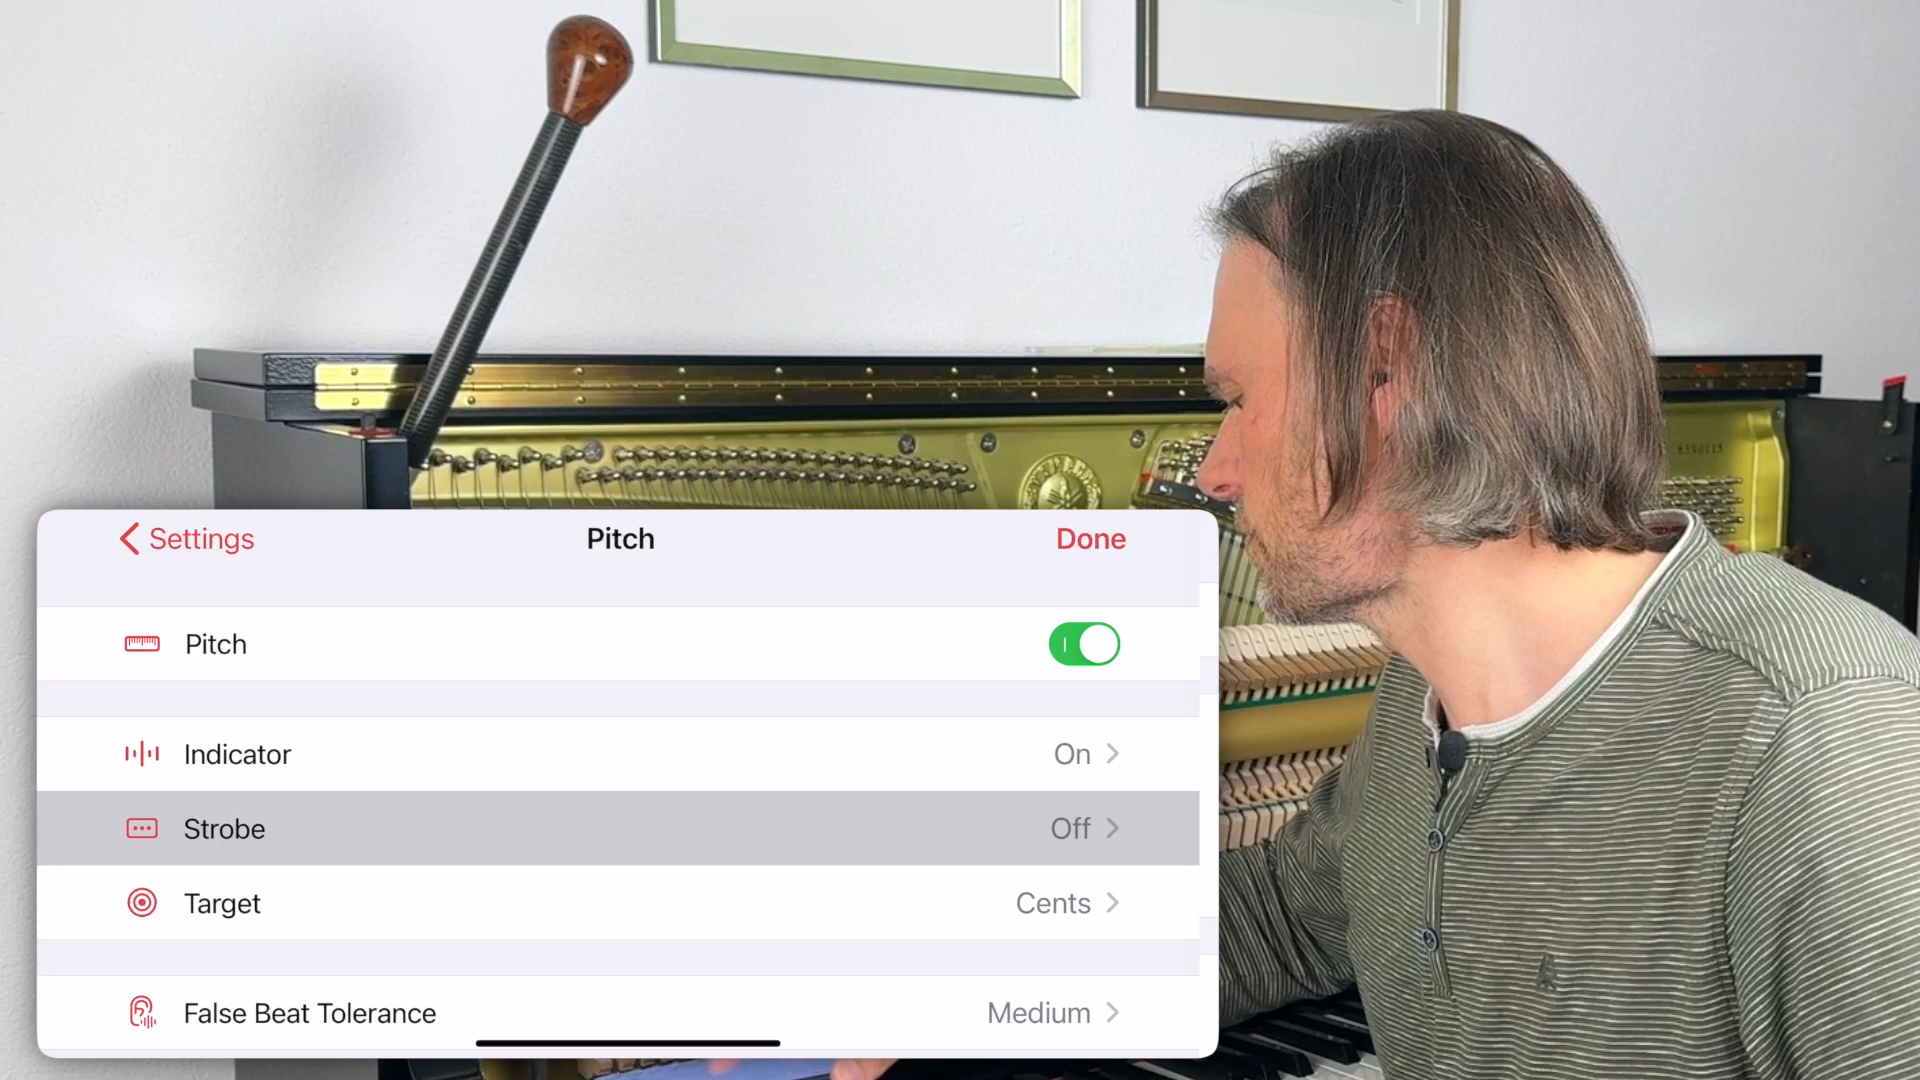 Settings
Pitch
Done
Pitch
Indicator
On
Strobe
Off
Target
Cents
False Beat Tolerance
Medium